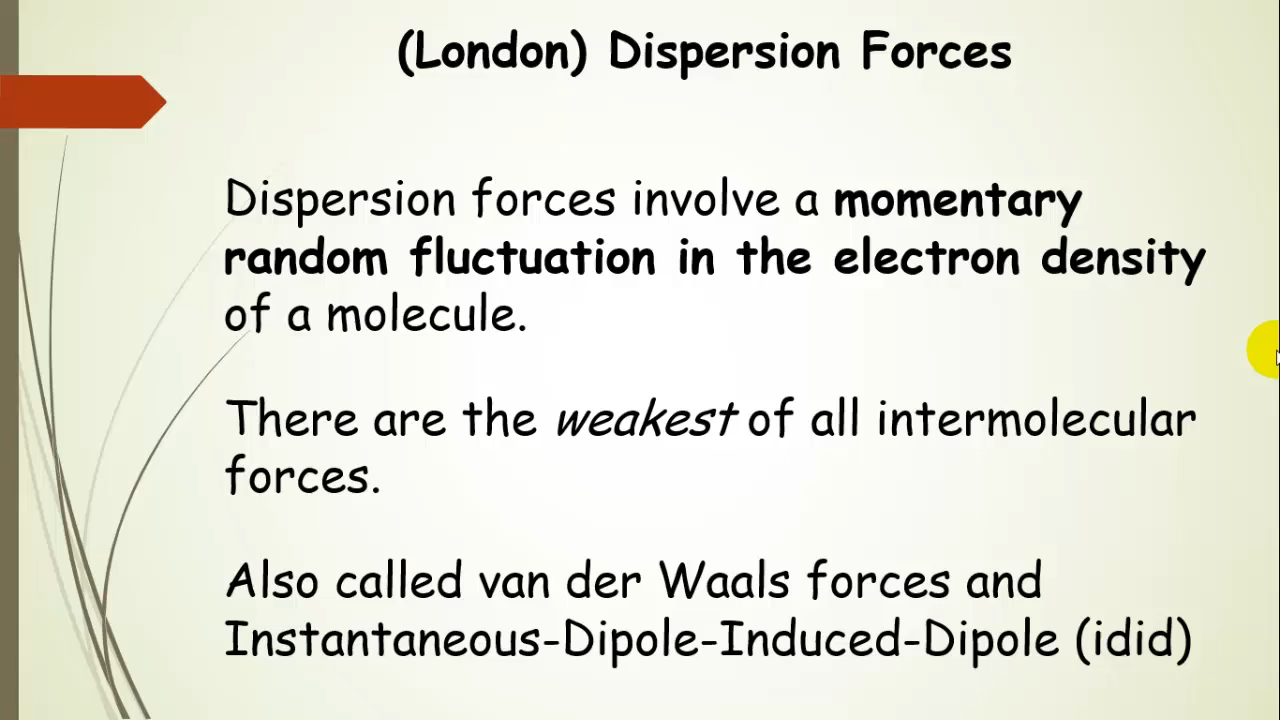 (London) Dispersion Forces
Dispersion forces involve a momentary
random fluctuation in the electron density
of a molecule.
There are the weakest of all intermolecular
forces.
Also called van der Waals forces and
Instantaneous-Dipole-Induced-Dipole (idid)